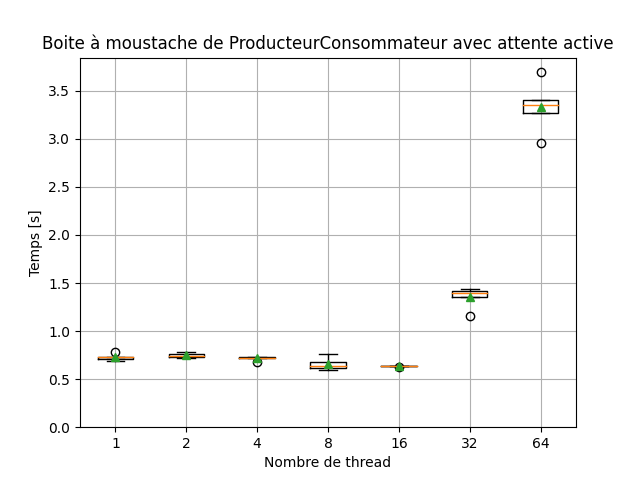 Boite à moustache de ProducteurConsommateur avec attente active
Temps [s]
3.5
3.0
2.5
2.0
1.5
1.0
0.5
0.0
1 2 4 8 16 32 64
Nombre de thread